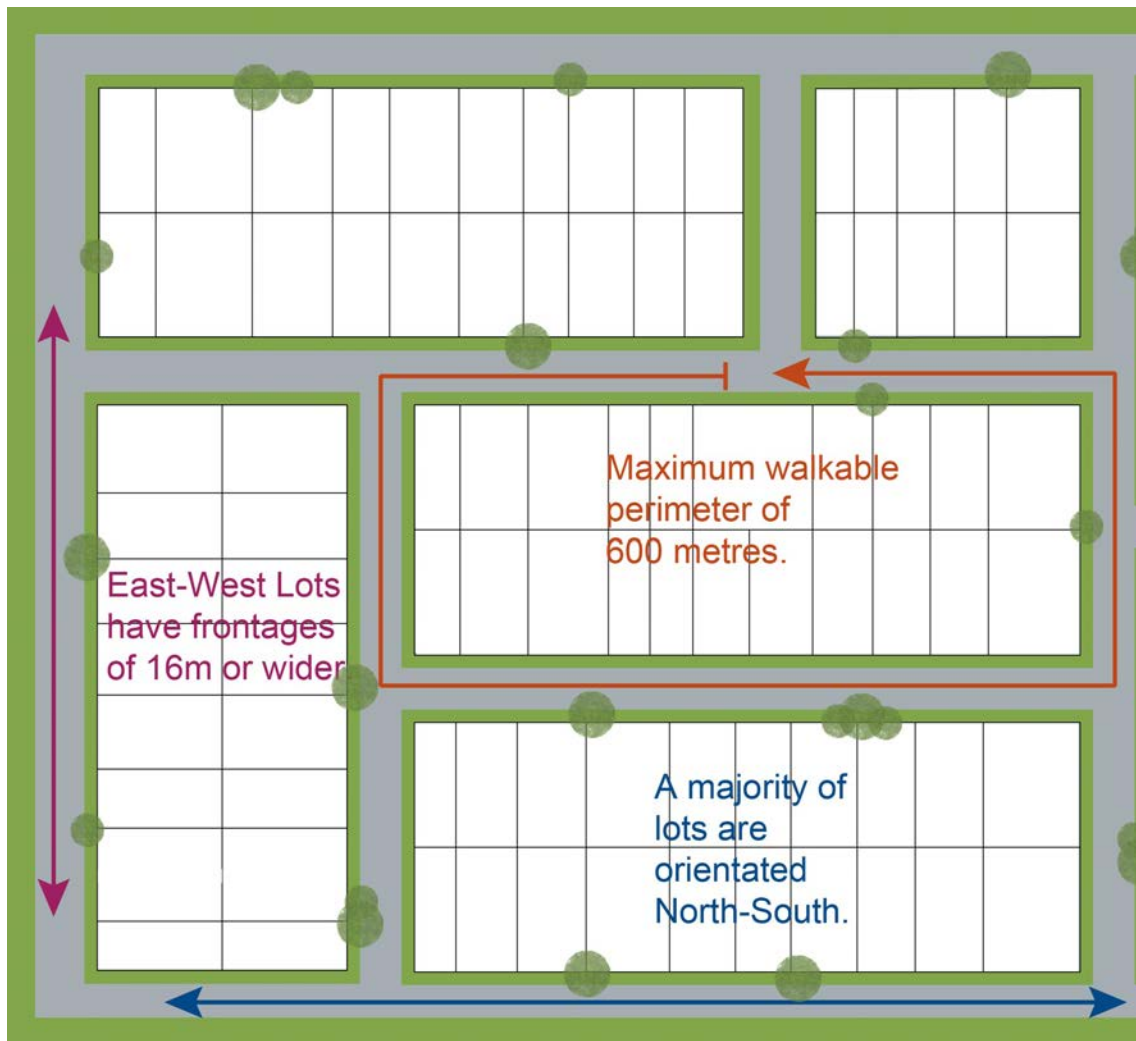 Maximum walkable
perimeter of
600 metres.
East-West Lots
have frontages
of 16m or wider.
A majority of
lots are
orientated
North-South.